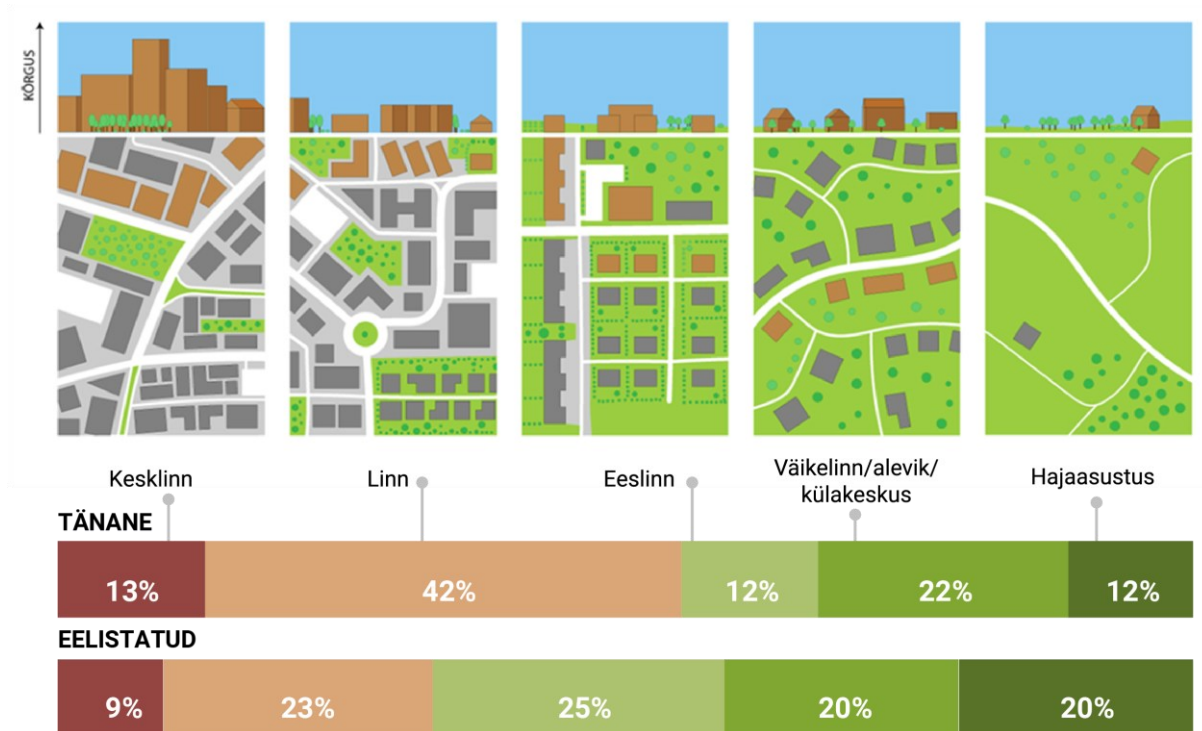 KÕRGUS
Kesklinn
Linn
Eeslinn
Väikelinn/alevik/
külakeskus
Hajaasustus
TÄNANE
13%
42%
12%
22%
12%
EELISTATUD
9%
23%
25%
20%
20%